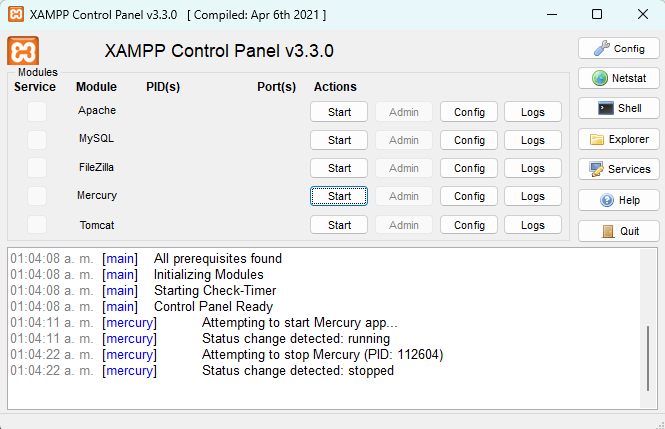 XAMPP Control Panel v3.3.0 [ Compiled: Apr 6th 2021 ]
XAMPP Control Panel v3.3.0
Config
Modules
Service Module PID(s) Port(s) Actions
Netstat
Apache Start Admin Config Logs
Shell
MySQL Start Admin Config Logs
Explorer
FileZilla Start Admin Config Logs
Services
Mercury Start Admin Config Logs
Help
Tomcat Start Admin Config Logs
Quit
01:04:08 a. m. [main] All prerequisites found
01:04:08 a. m. [main] Initializing Modules
01:04:08 a. m. [main] Starting Check-Timer
01:04:08 a. m. [main] Control Panel Ready
01:04:11 a. m. [mercury] Attempting to start Mercury app...
01:04:11 a. m. [mercury] Status change detected: running
01:04:22 a. m. [mercury] Attempting to stop Mercury (PID: 112604)
01:04:22 a. m. [mercury] Status change detected: stopped